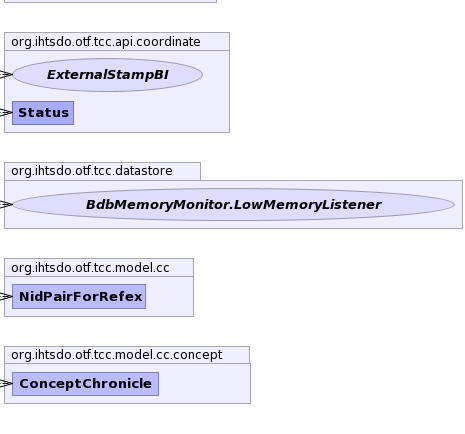 org.ihtsdo.otf.tcc.api.coordinate
ExternalStampBI
Status
org.ihtsdo.otf.tcc.datastore
BdbMemoryMonitor.LowMemoryListener
org.ihtsdo.otf.tcc.model.cc
NidPairForRefex
org.ihtsdo.otf.tcc.model.cc.concept
ConceptChronicle